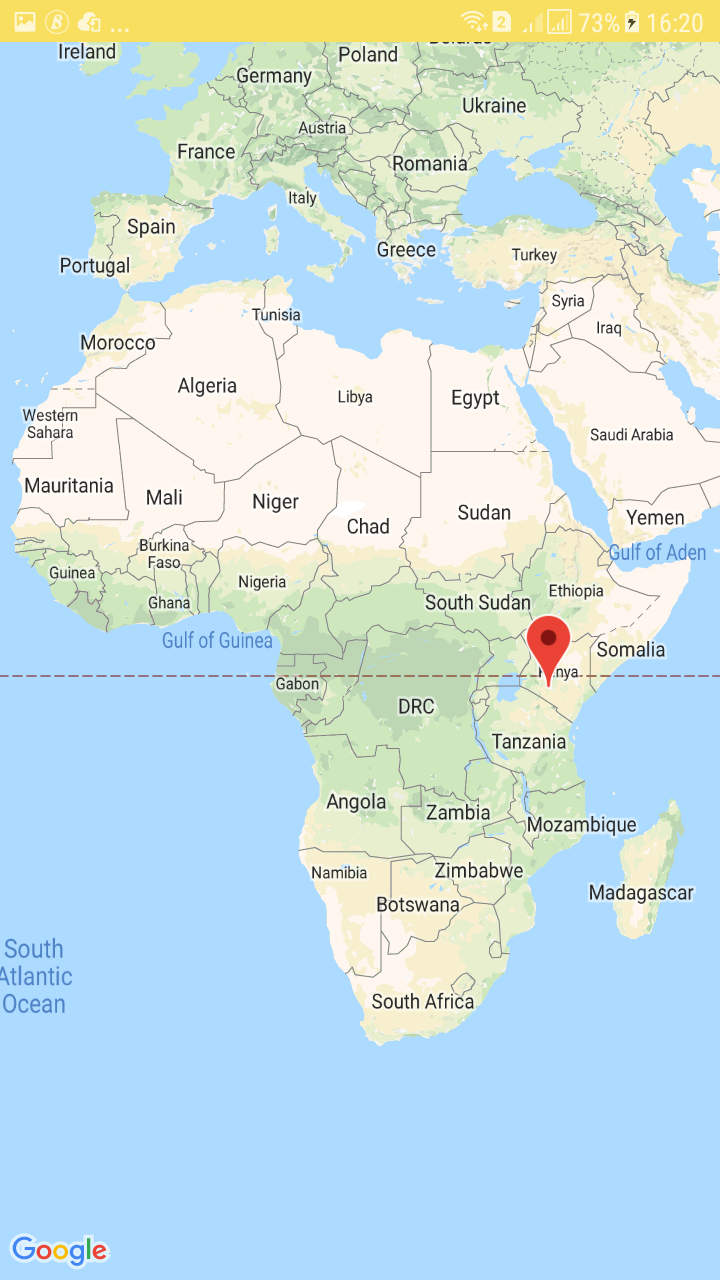 2 73% 16:20
Ireland
Poland
Germany
Ukraine
Austria
France
Romania
Italy
Spain
Greece
Turkey
Portugal
Syria
Tunisia
Iraq
Morocco
Algeria
Libya
Egypt
Western
Sahara
Saudi Arabia
Mauritania
Mali
Niger
Chad
Sudan
Yemen
Burkina
Faso
Gulf of Aden
Guinea
Nigeria
Ethiopia
Ghana
South Sudan
Gulf of Guinea
Somalia
Gabon
DRC
Tanzania
Angola
Zambia
Mozambique
Namibia
Zimbabwe
Botswana
Madagascar
South
Atlantic
Ocean
South Africa
Google